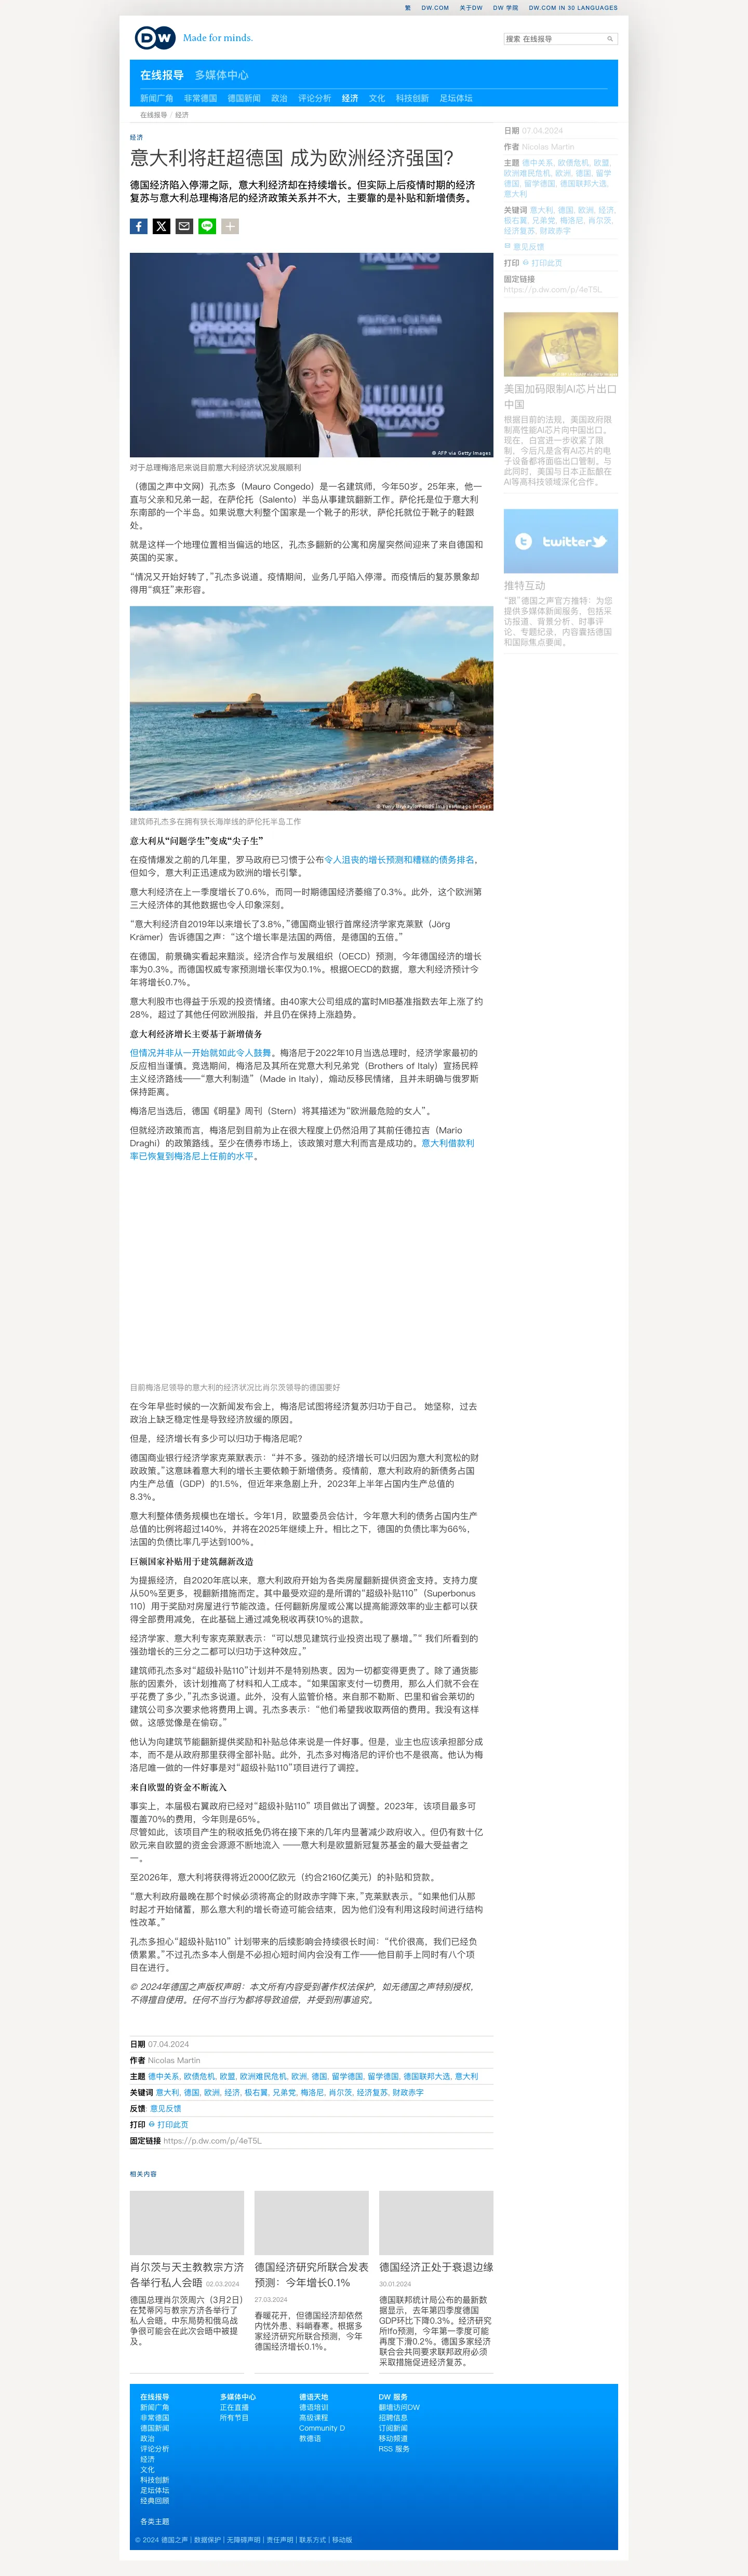 繁 DW.COM 关于DW DW 学院 DW.COM IN 30 LANGUAGES
DW Made for minds.
搜索 在线报导
在线报导 多媒体中心
新闻广角 非常德国 德国新闻 政治 评论分析 经济 文化 科技创新 足坛体坛
在线报导 / 经济
经济
意大利将赶超德国 成为欧洲经济强国?
德国经济陷入停滞之际，意大利经济却在持续增长。但实际上后疫情时期的经济
复苏与意大利总理梅洛尼的经济政策关系并不大，主要靠的是补贴和新增债务。
© AFP via Getty Images
对于总理梅洛尼来说目前意大利经济状况发展顺利
（德国之声中文网）孔杰多（Mauro Congedo）是一名建筑师，今年50岁。25年来，他一
直与父亲和兄弟一起，在萨伦托（Salento）半岛从事建筑翻新工作。萨伦托是位于意大利
东南部的一个半岛。如果说意大利整个国家是一个靴子的形状，萨伦托就位于靴子的鞋跟
处。
就是这样一个地理位置相当偏远的地区，孔杰多翻新的公寓和房屋突然间迎来了来自德国和
英国的买家。
“情况又开始好转了，”孔杰多说道。疫情期间，业务几乎陷入停滞。而疫情后的复苏景象却
得用“疯狂”来形容。
建筑师孔杰多在拥有狭长海岸线的萨伦托半岛工作
意大利从“问题学生”变成“尖子生”
在疫情爆发之前的几年里，罗马政府已习惯于公布令人沮丧的增长预测和糟糕的债务排名，
但如今，意大利正迅速成为欧洲的增长引擎。
意大利经济在上一季度增长了0.6%，而同一时期德国经济萎缩了0.3%。此外，这个欧洲第
三大经济体的其他数据也令人印象深刻。
“意大利经济自2019年以来增长了3.8%，”德国商业银行首席经济学家克莱默（Jörg
Krämer）告诉德国之声：“这个增长率是法国的两倍，是德国的五倍。”
在德国，前景确实看起来黯淡。经济合作与发展组织（OECD）预测，今年德国经济的增长
率为0.3%。而德国权威专家预测增长率仅为0.1%。根据OECD的数据，意大利经济预计今
年将增长0.7%。
意大利股市也得益于乐观的投资情绪。由40家大公司组成的富时MIB基准指数去年上涨了约
28%，超过了其他任何欧洲股指，并且仍在保持上涨趋势。
意大利经济增长主要基于新增债务
但情况并非从一开始就如此令人鼓舞。梅洛尼于2022年10月当选总理时，经济学家最初的
反应相当谨慎。竞选期间，梅洛尼及其所在党意大利兄弟党（Brothers of Italy）宣扬民粹
主义经济路线——“意大利制造”（Made in Italy），煽动反移民情绪，且并未明确与俄罗斯
保持距离。
梅洛尼当选后，德国《明星》周刊（Stern）将其描述为“欧洲最危险的女人”。
但就经济政策而言，梅洛尼到目前为止在很大程度上仍然沿用了其前任德拉吉（Mario
Draghi）的政策路线。至少在债券市场上，该政策对意大利而言是成功的。意大利借款利
率已恢复到梅洛尼上任前的水平。
目前梅洛尼领导的意大利的经济状况比肖尔茨领导的德国要好
在今年早些时候的一次新闻发布会上，梅洛尼试图将经济复苏归功于自己。 她坚称，过去
政治上缺乏稳定性是导致经济放缓的原因。
但是，经济增长有多少可以归功于梅洛尼呢?
德国商业银行经济学家克莱默表示：“并不多。强劲的经济增长可以归因为意大利宽松的财
政政策。”这意味着意大利的增长主要依赖于新增债务。疫情前，意大利政府的新债务占国
内生产总值（GDP）的1.5%，但近年来急剧上升，2023年上半年占国内生产总值的
8.3%。
意大利整体债务规模也在增长。今年1月，欧盟委员会估计，今年意大利的债务占国内生产
总值的比例将超过140%，并将在2025年继续上升。相比之下，德国的负债比率为66%，
法国的负债比率几乎达到100%。
巨额国家补贴用于建筑翻新改造
为提振经济，自2020年底以来，意大利政府开始为各类房屋翻新提供资金支持。支持力度
从50%至更多，视翻新措施而定。其中最受欢迎的是所谓的“超级补贴110”（Superbonus
110）用于奖励对房屋进行节能改造。任何翻新房屋或公寓以提高能源效率的业主都可以获
得全部费用减免，在此基础上通过减免税收再获10%的退款。
经济学家、意大利专家克莱默表示：“可以想见建筑行业投资出现了暴增。”“ 我们所看到的
强劲增长的三分之二都可以归功于这种效应。”
建筑师孔杰多对“超级补贴110”计划并不是特别热衷。因为一切都变得更贵了。除了通货膨
胀的因素外，该计划推高了材料和人工成本。“如果国家支付一切费用，那么人们就不会在
乎花费了多少，”孔杰多说道。此外，没有人监管价格。来自那不勒斯、巴里和省会莱切的
建筑公司多次要求他将费用上调。孔杰多表示：“他们希望我收取两倍的费用。我没有这样
做。这感觉像是在偷窃。”
他认为向建筑节能翻新提供奖励和补贴总体来说是一件好事。但是，业主也应该承担部分成
本，而不是从政府那里获得全部补贴。此外，孔杰多对梅洛尼的评价也不是很高。他认为梅
洛尼唯一做的一件好事是对“超级补贴110”项目进行了调控。
来自欧盟的资金不断流入
事实上，本届极右翼政府已经对“超级补贴110” 项目做出了调整。2023年，该项目最多可
覆盖70%的费用，今年则是65%。
尽管如此，该项目产生的税收抵免仍将在接下来的几年内显著减少政府收入。但仍有数十亿
欧元来自欧盟的资金会源源不断地流入 ——意大利是欧盟新冠复苏基金的最大受益者之
一。
至2026年，意大利将获得将近2000亿欧元（约合2160亿美元）的补贴和贷款。
“意大利政府最晚在那个时候必须将高企的财政赤字降下来，”克莱默表示。“如果他们从那
时起才开始储蓄，那么意大利的增长奇迹可能会结束，因为他们没有利用这段时间进行结构
性改革。”
孔杰多担心“超级补贴110” 计划带来的后续影响会持续很长时间：“代价很高，我们已经负
债累累。”不过孔杰多本人倒是不必担心短时间内会没有工作——他目前手上同时有八个项
目在进行。
© 2024年德国之声版权声明：本文所有内容受到著作权法保护，如无德国之声特别授权，
不得擅自使用。任何不当行为都将导致追偿，并受到刑事追究。
日期 07.04.2024
作者 Nicolas Martin
主题 德中关系, 欧债危机, 欧盟, 欧洲难民危机, 欧洲, 德国, 留学德国, 留学德国, 德国联邦大选, 意大利
关键词 意大利, 德国, 欧洲, 经济, 极右翼, 兄弟党, 梅洛尼, 肖尔茨, 经济复苏, 财政赤字
反馈: 意见反馈
打印 打印此页
固定链接 https://p.dw.com/p/4eT5L
相关内容
肖尔茨与天主教教宗方济
各举行私人会晤 02.03.2024
德国总理肖尔茨周六（3月2日）
在梵蒂冈与教宗方济各举行了
私人会晤。中东局势和俄乌战
争很可能会在此次会晤中被提
及。
德国经济研究所联合发表
预测：今年增长0.1%
27.03.2024
春暖花开，但德国经济却依然
内忧外患、料峭春寒。根据多
家经济研究所联合预测，今年
德国经济增长0.1%。
德国经济正处于衰退边缘
30.01.2024
德国联邦统计局公布的最新数
据显示，去年第四季度德国
GDP环比下降0.3%。经济研究
所Ifo预测，今年第一季度可能
再度下滑0.2%。德国多家经济
联合会共同要求联邦政府必须
采取措施促进经济复苏。
日期 07.04.2024
作者 Nicolas Martin
主题 德中关系, 欧债危机, 欧盟,
欧洲难民危机, 欧洲, 德国, 留学
德国, 留学德国, 德国联邦大选,
意大利
关键词 意大利, 德国, 欧洲, 经济,
极右翼, 兄弟党, 梅洛尼, 肖尔茨,
经济复苏, 财政赤字
意见反馈
打印 打印此页
固定链接
https://p.dw.com/p/4eT5L
美国加码限制AI芯片出口
中国
根据目前的法规，美国政府限
制高性能AI芯片向中国出口。
现在，白宫进一步收紧了限
制，今后凡是含有AI芯片的电
子设备都将面临出口管制。与
此同时，美国与日本正酝酿在
AI等高科技领域深化合作。
twitter
推特互动
“跟”德国之声官方推特：为您
提供多媒体新闻服务，包括采
访报道、背景分析、时事评
论、专题纪录，内容囊括德国
和国际焦点要闻。
在线报导
新闻广角
非常德国
德国新闻
政治
评论分析
经济
文化
科技创新
足坛体坛
经典回顾
各类主题
多媒体中心
正在直播
所有节目
德语天地
德语培训
高级课程
Community D
教德语
DW 服务
翻墙访问DW
招聘信息
订阅新闻
移动频道
RSS 服务
© 2024 德国之声 | 数据保护 | 无障碍声明 | 责任声明 | 联系方式 | 移动版